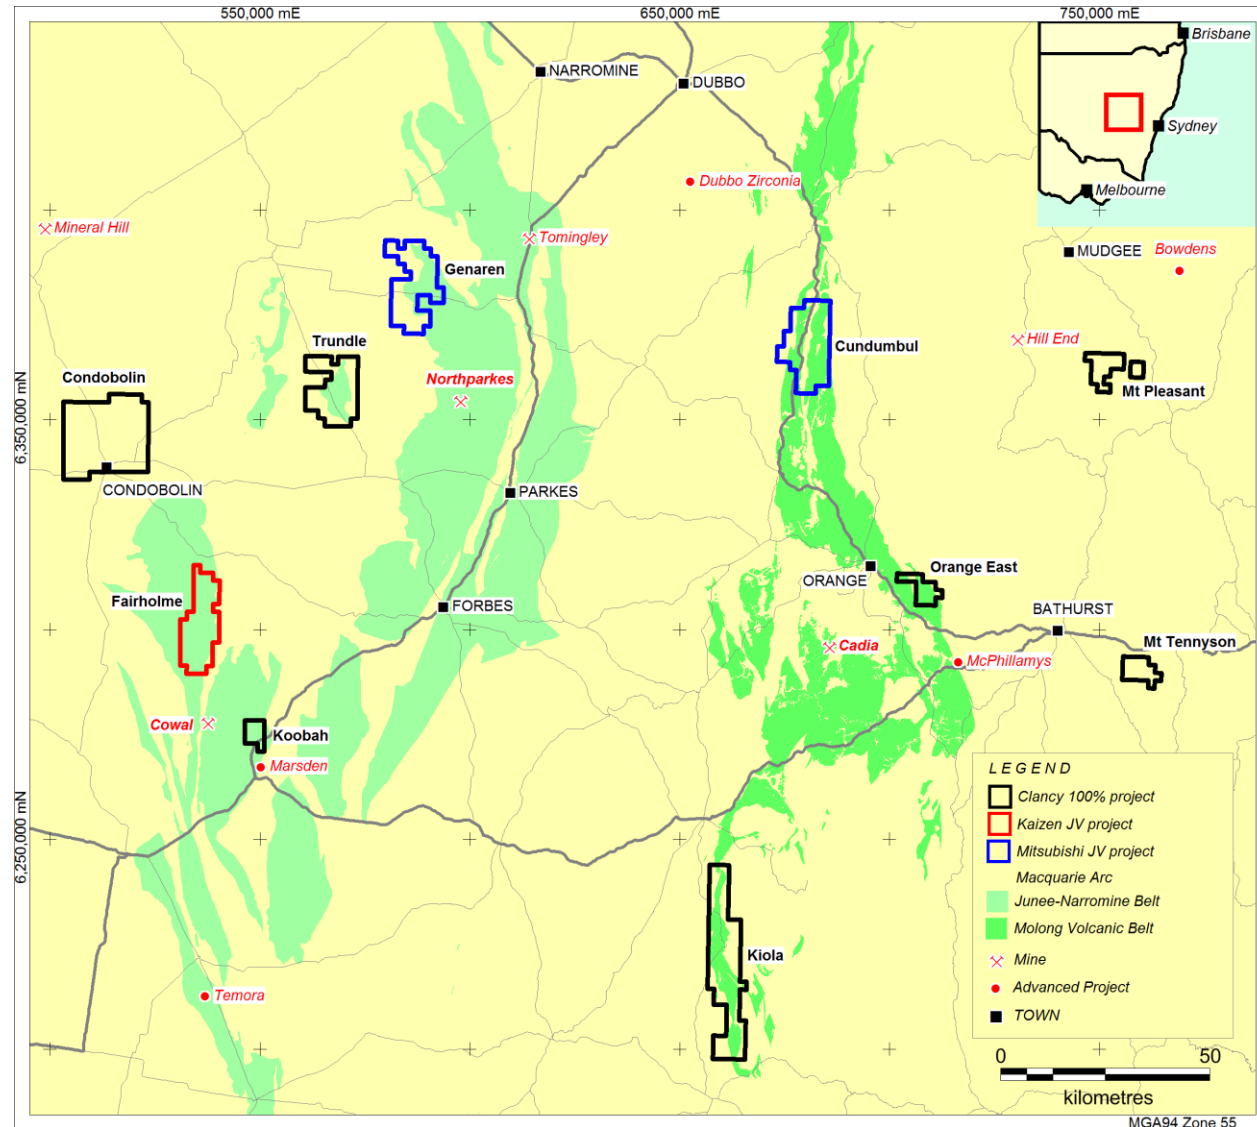 550,000 mE
650,000 mE
750,000 mE
Brisbane
Sydney
Melbourne
NARROMINE
DUBBO
Dubbo Zirconia
Mineral Hill
Tomingley
MUDGEE
Bowdens
Genaren
Trundle
Cundumbul
Hill End
Condobolin
Northparkes
Mt Pleasant
6,350,000 mN
CONDOBOLIN
PARKES
ORANGE
Orange East
Fairholme
FORBES
BATHURST
Cadia
McPhillamys
Mt Tennyson
Cowal
Koobah
Marsden
6,250,000 mN
Kiola
Temora
LEGEND
Clancy 100% project
Kaizen JV project
Mitsubishi JV project
Macquarie Arc
Junee-Narromine Belt
Molong Volcanic Belt
Mine
Advanced Project
TOWN
0 50
kilometres
MGA94 Zone 55